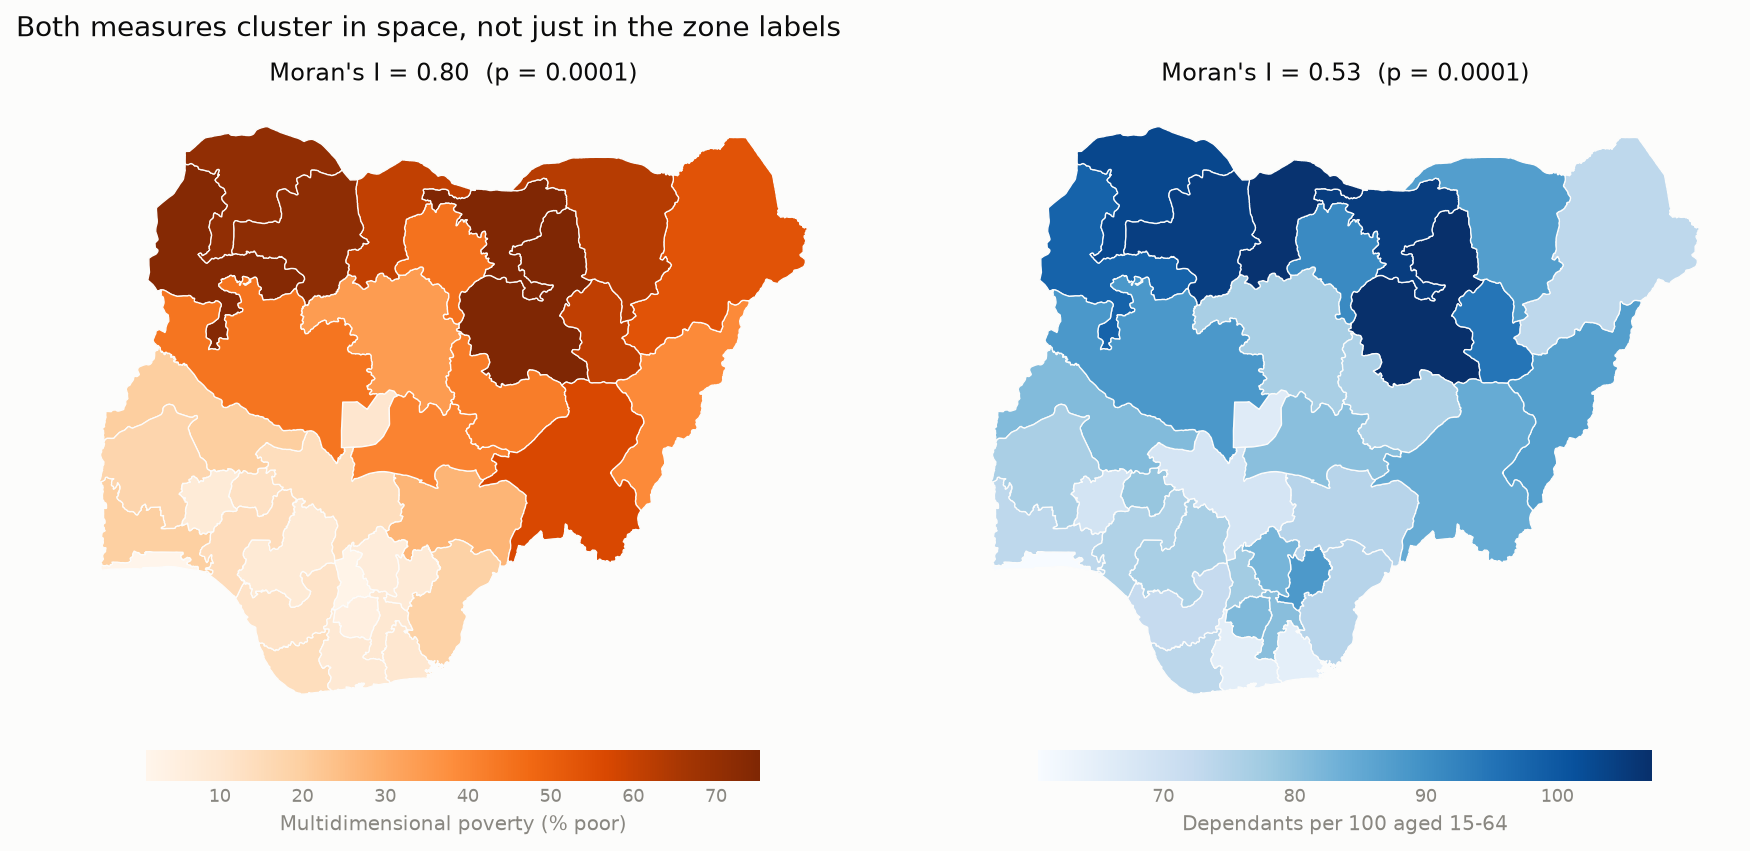 Both measures cluster in space, not just in the zone labels
Moran's I = 0.80  (p = 0.0001)
Moran's I = 0.53  (p = 0.0001)
10 20 30 40 50 60 70
Multidimensional poverty (% poor)
70 80 90 100
Dependants per 100 aged 15-64